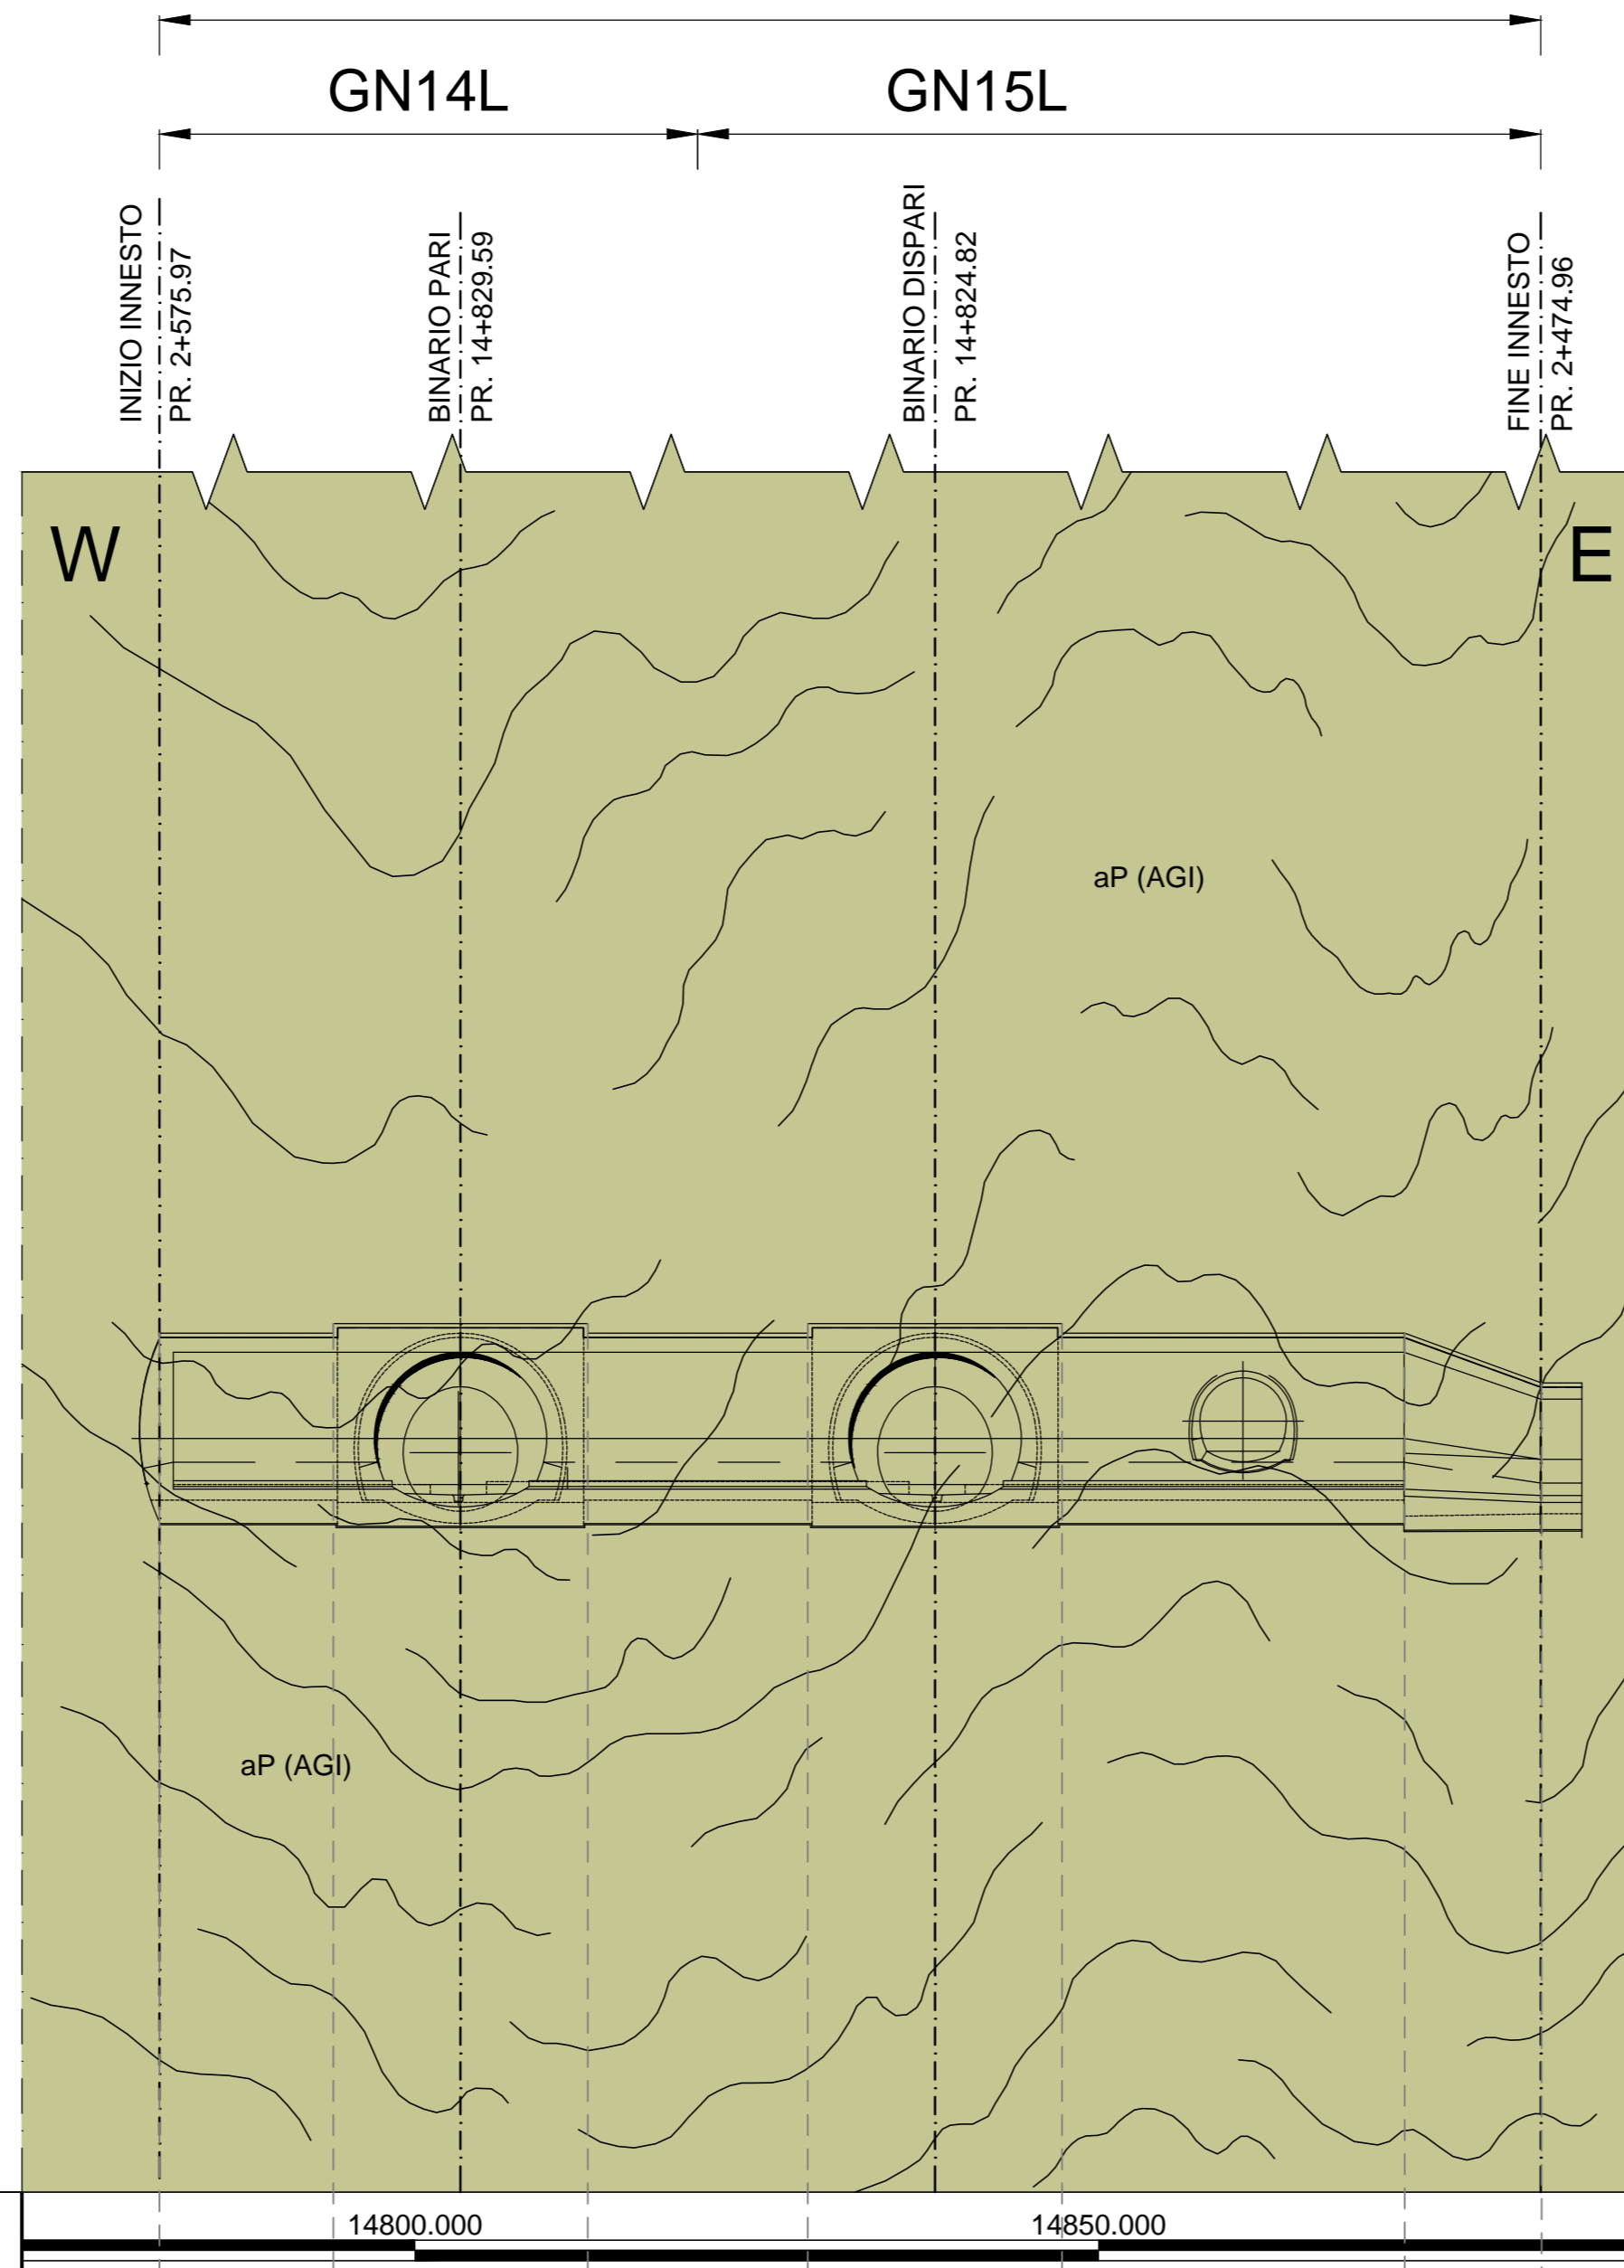 GN14L
GN15L
INIZIO INNESTO
PR. 2+575.97
BINARIO PARI
PR. 14+829.59
BINARIO DISPARI
PR. 14+824.82
FINE INNESTO
PR. 2+474.96
W
E
aP (AGI)
aP (AGI)
14800.000
14850.000